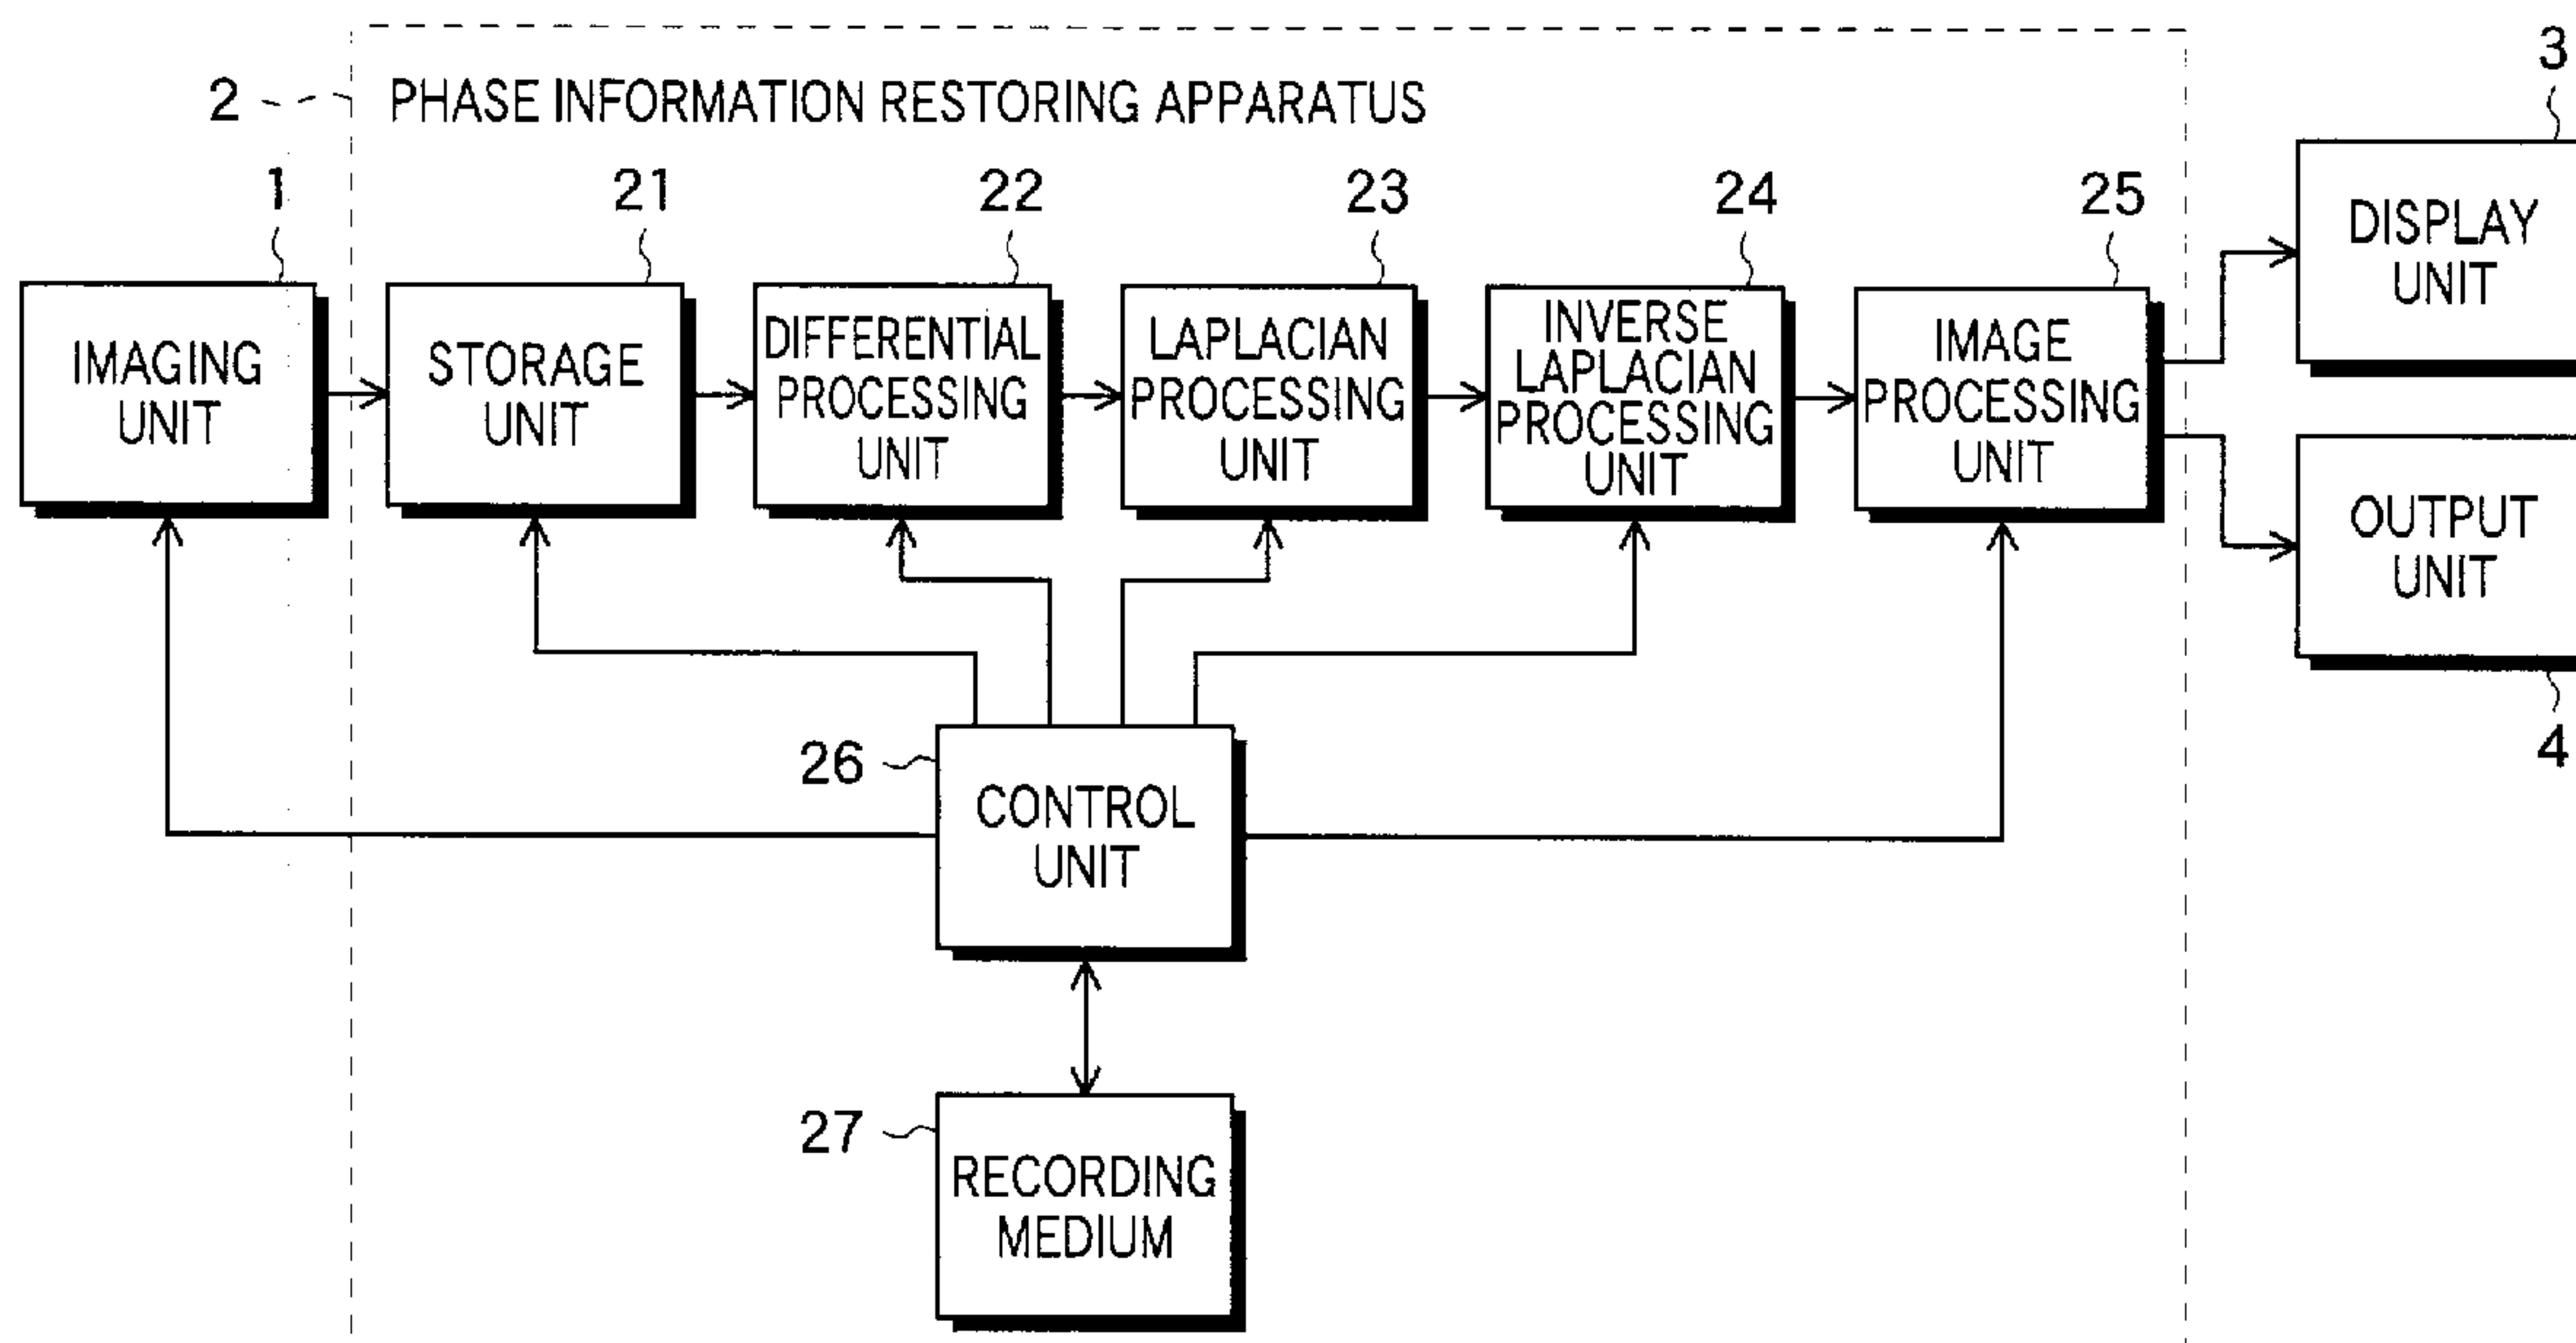 3
2
PHASE INFORMATION RESTORING APPARATUS
1
21
22
23
24
25
IMAGING
UNIT
STORAGE
UNIT
DIFFERENTIAL
PROCESSING
UNIT
LAPLACIAN
PROCESSING
UNIT
INVERSE
LAPLACIAN
PROCESSING
UNIT
IMAGE
PROCESSING
UNIT
DISPLAY
UNIT
OUTPUT
UNIT
4
26
CONTROL
UNIT
27
RECORDING
MEDIUM